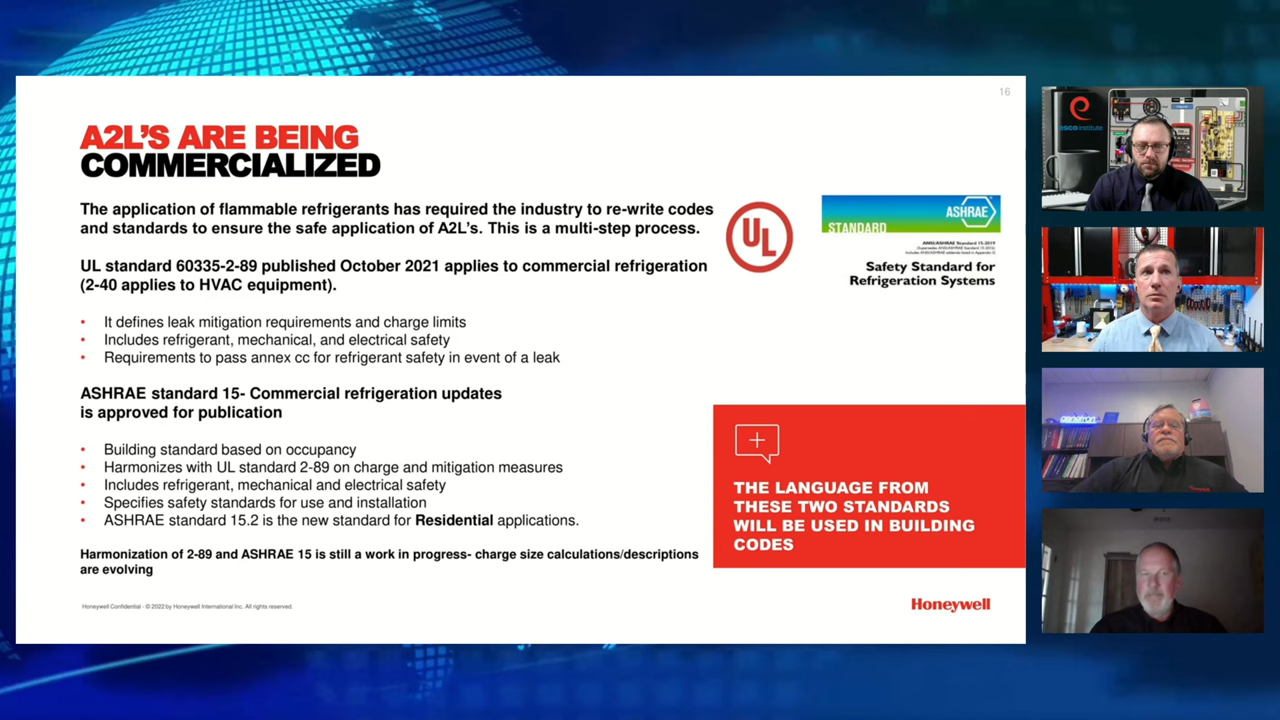 16
A2L'S ARE BEING
COMMERCIALIZED
The application of flammable refrigerants has required the industry to re-write codes
and standards to ensure the safe application of A2L's. This is a multi-step process.
UL standard 60335-2-89 published October 2021 applies to commercial refrigeration
(2-40 applies to HVAC equipment).
• It defines leak mitigation requirements and charge limits
• Includes refrigerant, mechanical, and electrical safety
• Requirements to pass annex cc for refrigerant safety in event of a leak
ASHRAE standard 15- Commercial refrigeration updates
is approved for publication
• Building standard based on occupancy
• Harmonizes with UL standard 2-89 on charge and mitigation measures
• Includes refrigerant, mechanical and electrical safety
• Specifies safety standards for use and installation
• ASHRAE standard 15.2 is the new standard for Residential applications.
Harmonization of 2-89 and ASHRAE 15 is still a work in progress- charge size calculations/descriptions
are evolving
Honeywell Confidential - © 2022 by Honeywell International Inc. All rights reserved.
UL
ASHRAE
STANDARD
ANSI/ASHRAE Standard 15-2019
Safety Standard for
Refrigeration Systems
THE LANGUAGE FROM
THESE TWO STANDARDS
WILL BE USED IN BUILDING
CODES
Honeywell
esco institute